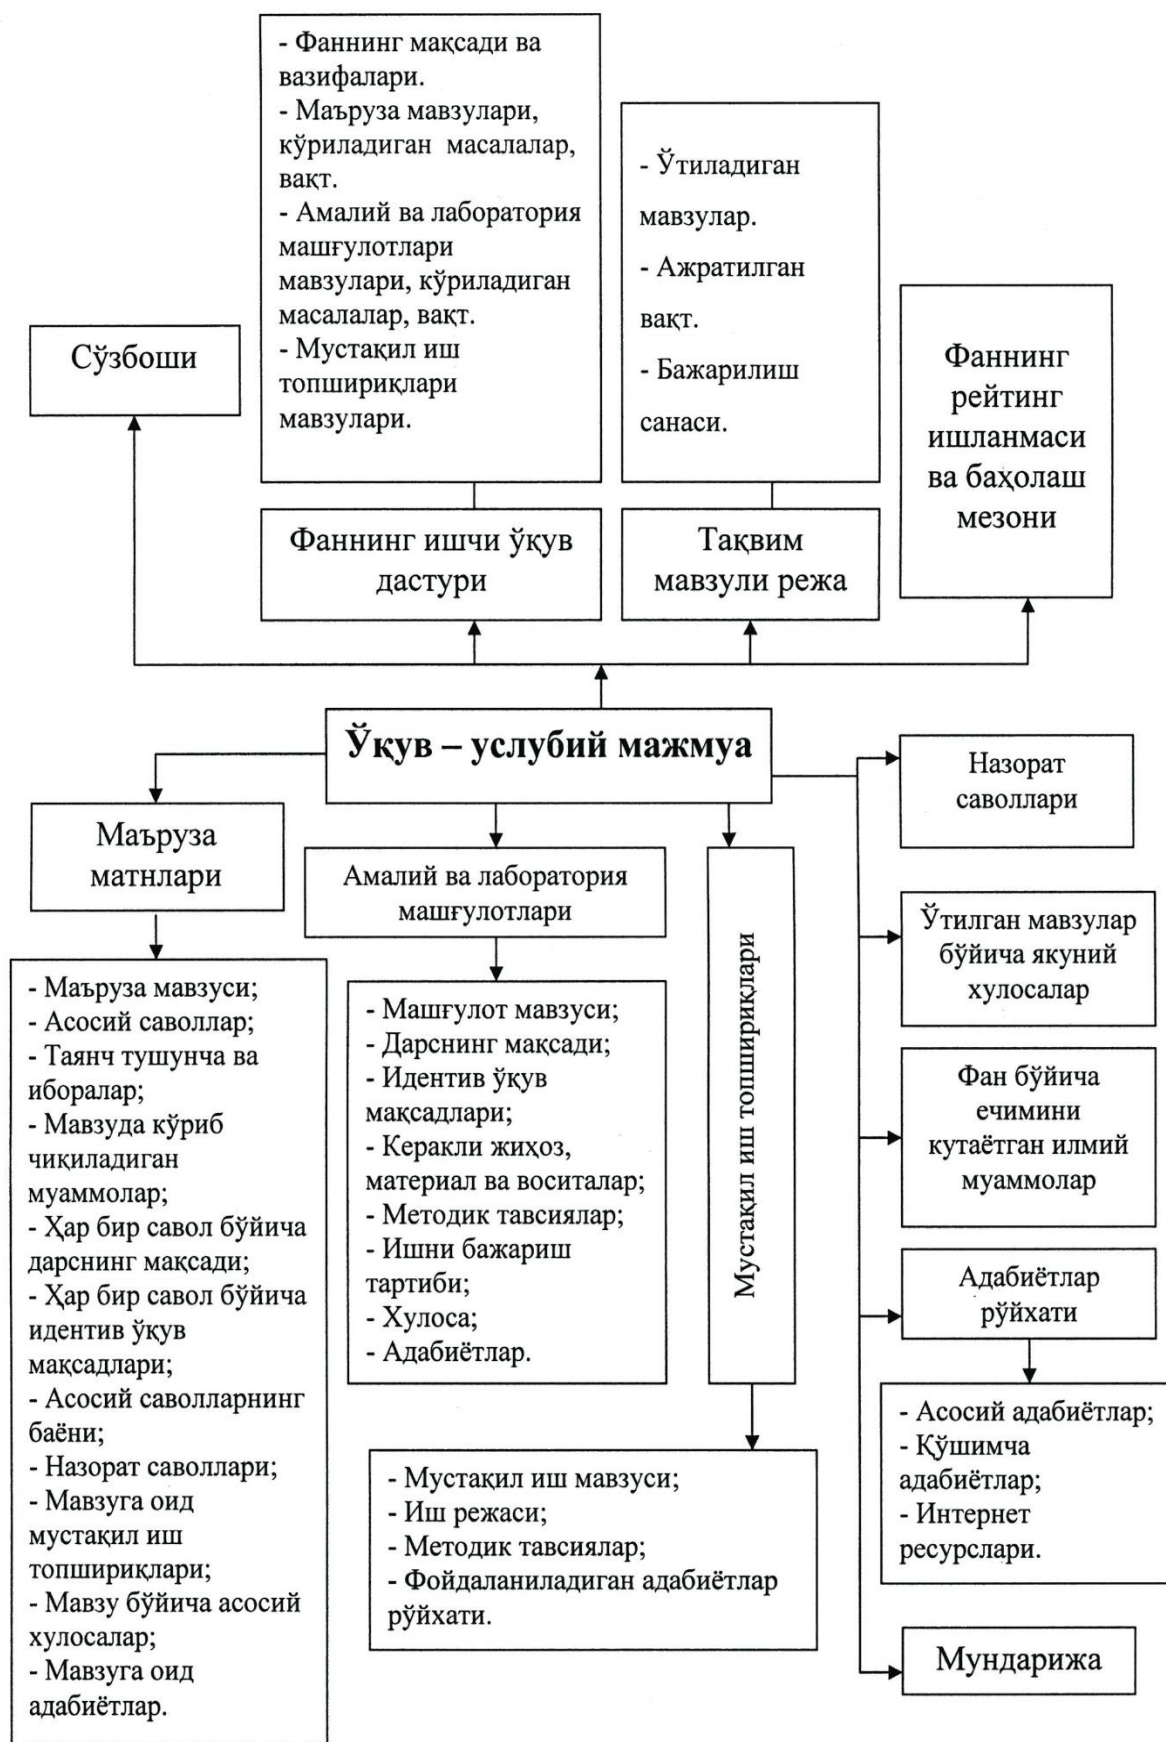 - Фаннинг мақсади ва
вазифалари.
- Маъруза мавзулари,
кўриладиган масалалар,
вақт.
- Амалий ва лаборатория
машғулотлари
мавзулари, кўриладиган
масалалар, вақт.
- Мустақил иш
топшириқлари
мавзулари.
- Ўтиладиган
мавзулар.
- Ажратилган
вақт.
- Бажарилиш
санаси.
Сўзбоши
Фаннинг
рейтинг
ишланмаси
ва баҳолаш
мезони
Фаннинг ишчи ўқув
дастури
Тақвим
мавзули режа
Ўқув – услубий мажмуа
Маъруза
матнлари
- Маъруза мавзуси;
- Асосий саволлар;
- Таянч тушунча ва
иборалар;
- Мавзуда кўриб
чиқиладиган
муаммолар;
- Ҳар бир савол бўйича
дарснинг мақсади;
- Ҳар бир савол бўйича
идентив ўқув
мақсадлари;
- Асосий саволларнинг
баёни;
- Назорат саволлари;
- Мавзуга оид
мустақил иш
топшириқлари;
- Мавзу бўйича асосий
хулосалар;
- Мавзуга оид
адабиётлар.
Амалий ва лаборатория
машғулотлари
- Машғулот мавзуси;
- Дарснинг мақсади;
- Идентив ўқув
мақсадлари;
- Керакли жиҳоз,
материал ва воситалар;
- Методик тавсиялар;
- Ишни бажариш
тартиби;
- Хулоса;
- Адабиётлар.
Мустақил иш топшириқлари
- Мустақил иш мавзуси;
- Иш режаси;
- Методик тавсиялар;
- Фойдаланиладиган адабиётлар
рўйхати.
Назорат
саволлари
Ўтилган мавзулар
бўйича якуний
хулосалар
Фан бўйича
ечимини
кутаётган илмий
муаммолар
Адабиётлар
рўйхати
- Асосий адабиётлар;
- Қўшимча
адабиётлар;
- Интернет
ресурслари.
Мундарижа